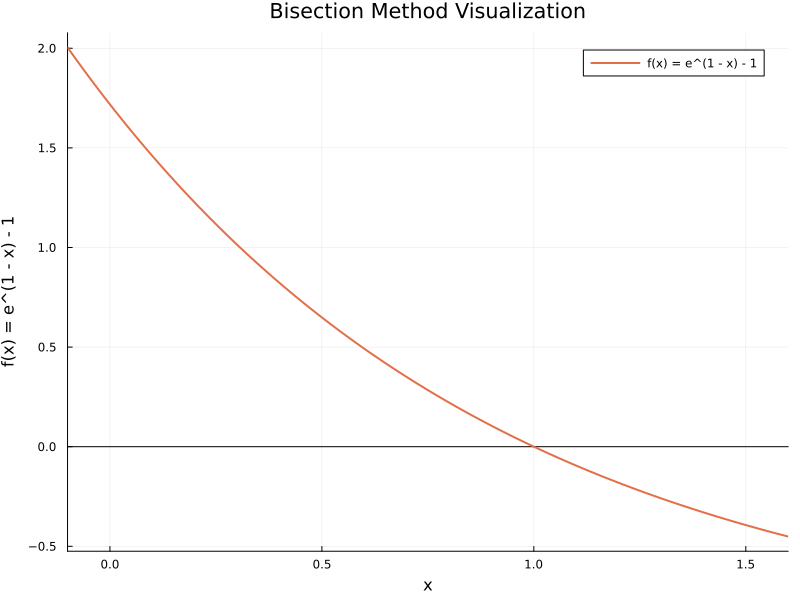 Bisection Method Visualization
f(x) = e^(1 - x) - 1
f(x) = e^(1 - x) - 1
2.0
1.5
1.0
0.5
0.0
−0.5
0.0 0.5 1.0 1.5
x